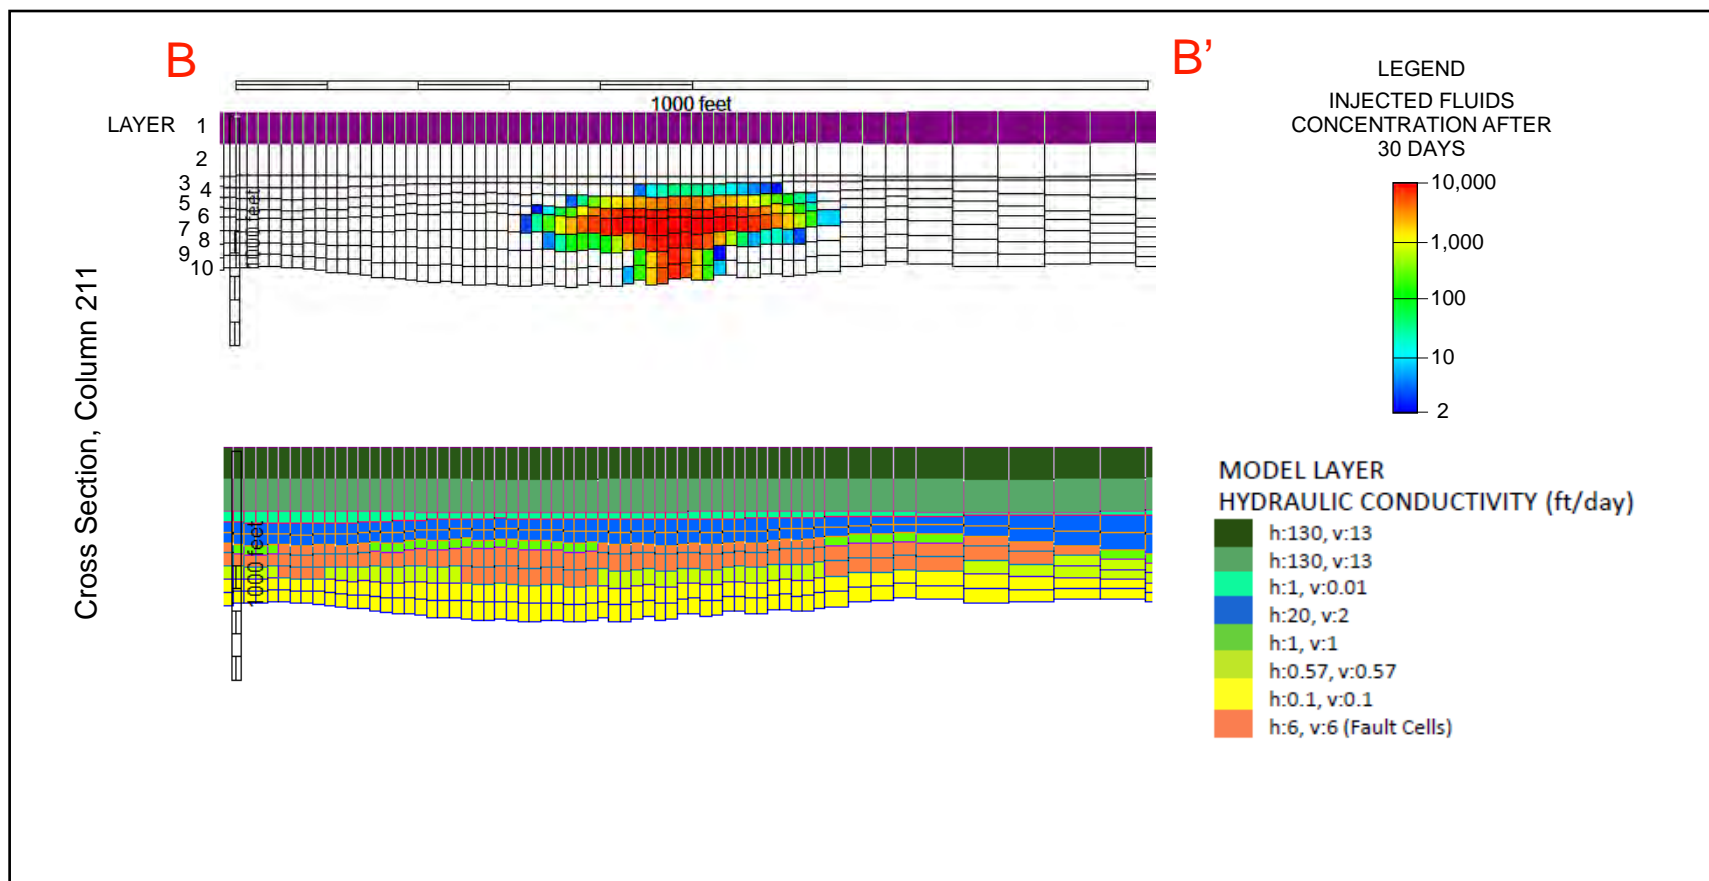 B
B’
1000 feet
LAYER 1
2
3
4
5
6
7
8
9
10
1000 feet
Cross Section, Column 211
LEGEND
INJECTED FLUIDS
CONCENTRATION AFTER
30 DAYS
10,000
1,000
100
10
2
1000 feet
MODEL LAYER
HYDRAULIC CONDUCTIVITY (ft/day)
h:130, v:13
h:130, v:13
h:1, v:0.01
h:20, v:2
h:1, v:1
h:0.57, v:0.57
h:0.1, v:0.1
h:6, v:6 (Fault Cells)